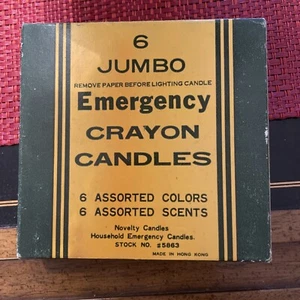 6
JUMBO
REMOVE PAPER BEFORE LIGHTING CANDLE
Emergency
CRAYON
CANDLES
6 ASSORTED COLORS
6 ASSORTED SCENTS
Novelty Candles
Household Emergency Candles.
STOCK NO. #5863
MADE IN HONG KONG